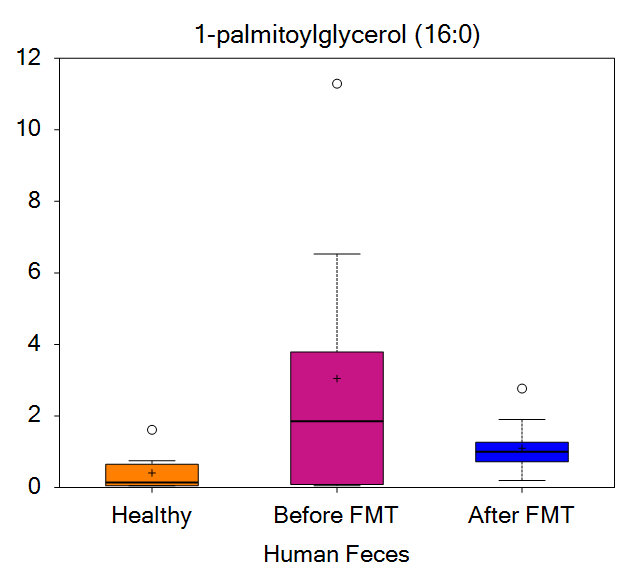 1-palmitoylglycerol (16:0)
12
10
8
6
4
2
0
Healthy Before FMT After FMT
Human Feces